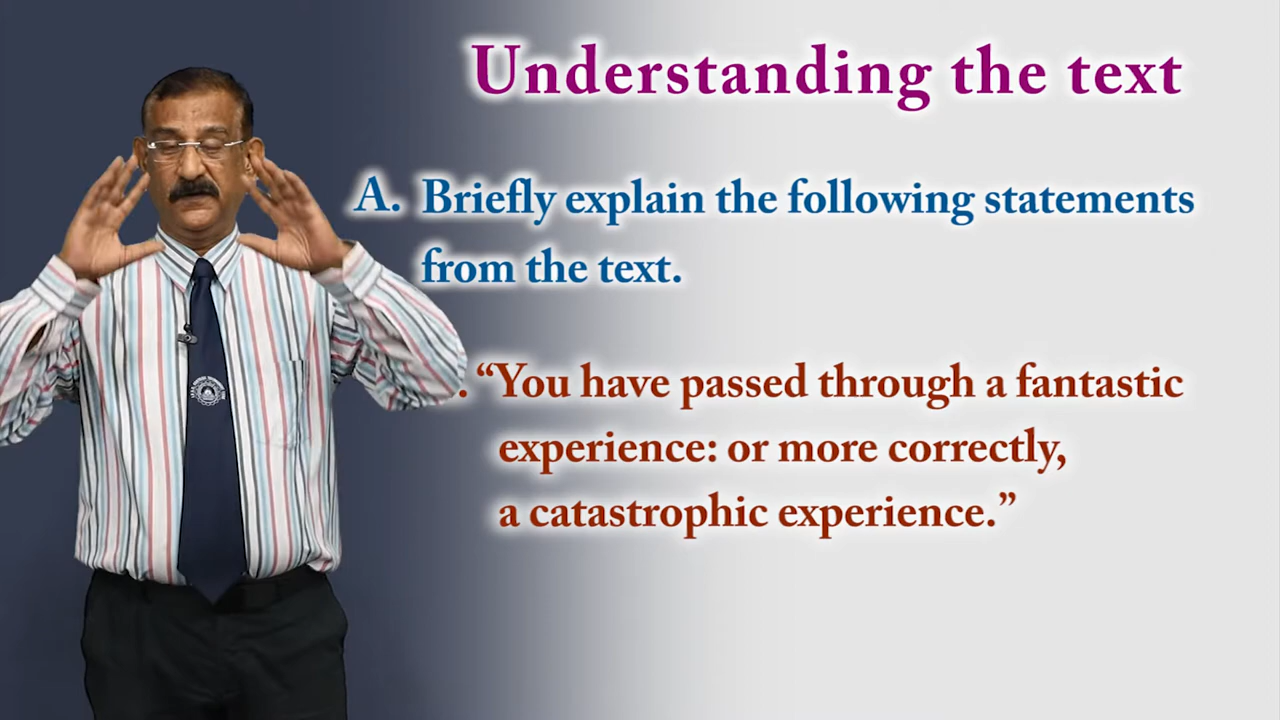 Understanding the text
A. Briefly explain the following statements
from the text.
. “You have passed through a fantastic
experience: or more correctly,
a catastrophic experience.”